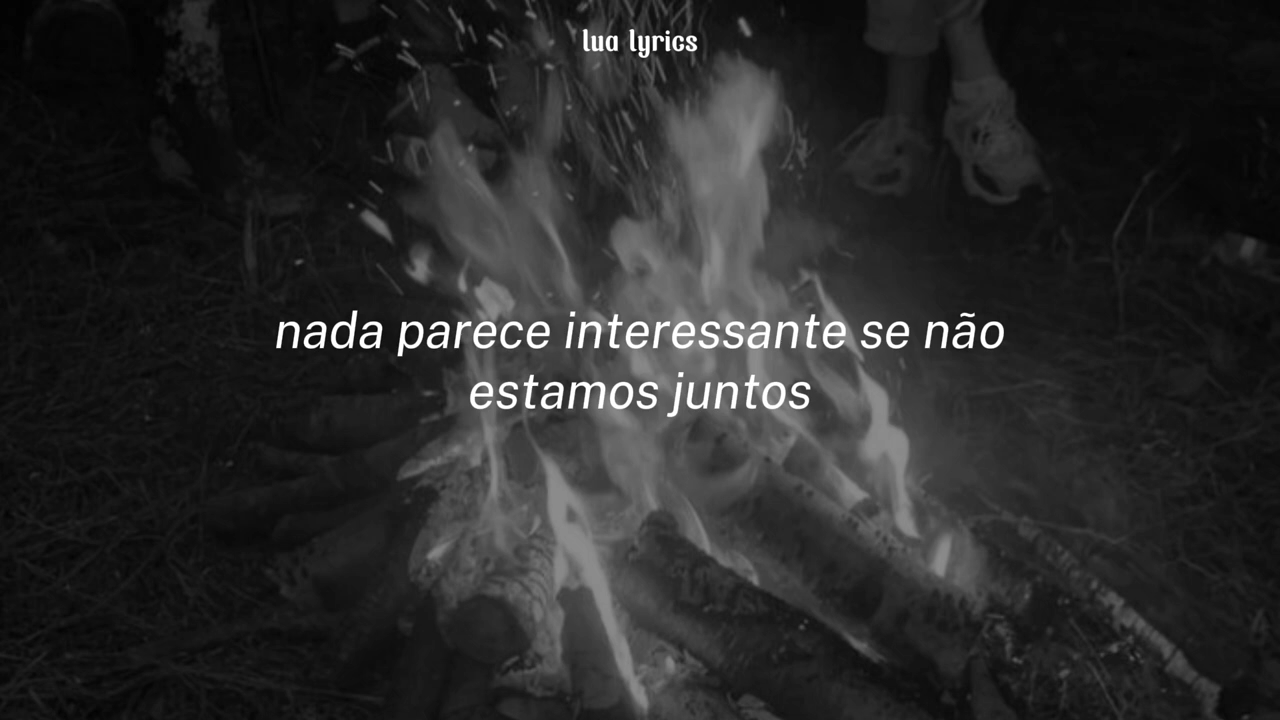 lua lyrics
nada parece interessante se não
estamos juntos